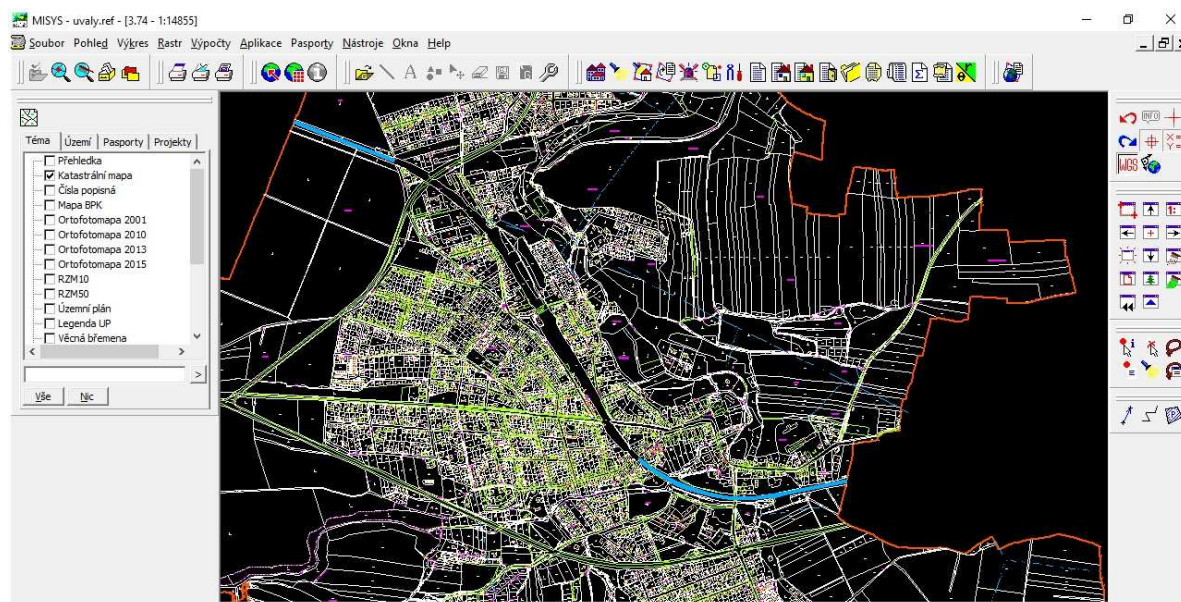 MISYS - uvaly.ref - [3.74 - 1:14855]
Soubor Pohled Výkres Rastr Výpočty Aplikace Pasporty Nástroje Okna Help
Téma Území Pasporty Projekty
Přehledka
Katastrální mapa
Čísla popisná
Mapa BPK
Ortofotomapa 2001
Ortofotomapa 2010
Ortofotomapa 2013
Ortofotomapa 2015
RZM10
RZM50
Územní plán
Legenda UP
Věcná břemena
Vše Nic
INFO
X=
Y=
WGS
1: